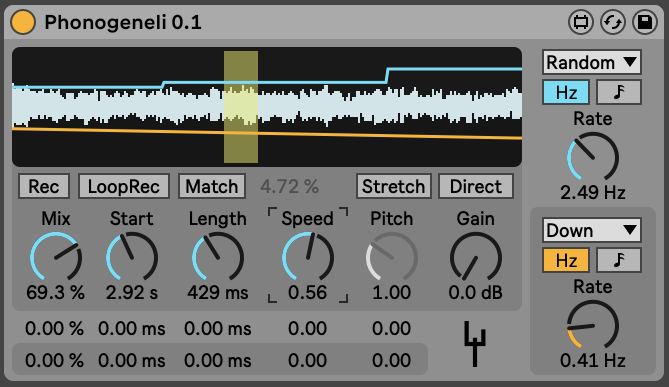 Phonogeneli 0.1
Random
Hz
Rate
2.49 Hz
Rec LoopRec Match 4.72 % Stretch Direct
Mix Start Length Speed Pitch Gain
69.3 % 2.92 s 429 ms 0.56 1.00 0.0 dB
0.00 % 0.00 ms 0.00 ms 0.00 0.00
0.00 % 0.00 ms 0.00 ms 0.00 0.00
Down
Hz
Rate
0.41 Hz